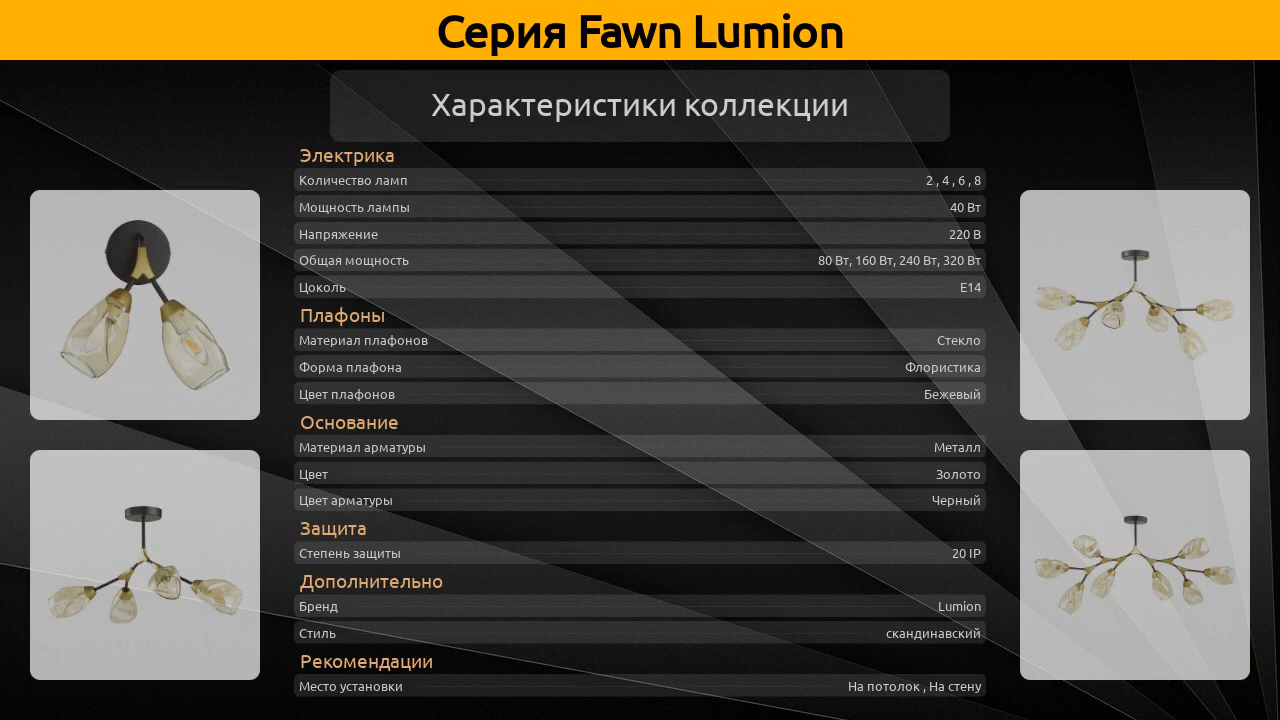 Серия Fawn Lumion
Характеристики коллекции
Электрика
Количество ламп 2 , 4 , 6 , 8
Мощность лампы 40 Вт
Напряжение 220 В
Общая мощность 80 Вт, 160 Вт, 240 Вт, 320 Вт
Цоколь E14
Плафоны
Материал плафонов Стекло
Форма плафона Флористика
Цвет плафонов Бежевый
Основание
Материал арматуры Металл
Цвет Золото
Цвет арматуры Черный
Защита
Степень защиты 20 IP
Дополнительно
Бренд Lumion
Стиль скандинавский
Рекомендации
Место установки На потолок , На стену